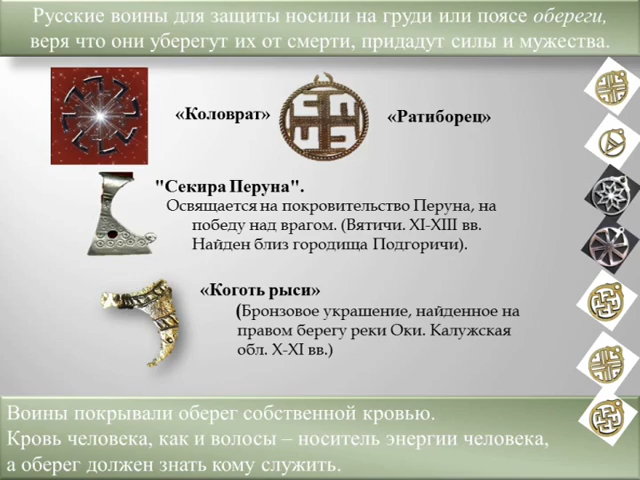 Русские воины для защиты носили на груди или поясе обереги,
веря что они уберегут их от смерти, придадут силы и мужества.
«Коловрат»
«Ратиборец»
"Секира Перуна".
Освящается на покровительство Перуна, на
победу над врагом. (Вятичи. XI-XIII вв.
Найден близ городища Подгоричи).
«Коготь рыси»
(Бронзовое украшение, найденное на
правом берегу реки Оки. Калужская
обл. X-XI вв.)
Воины покрывали оберег собственной кровью.
Кровь человека, как и волосы – носитель энергии человека,
а оберег должен знать кому служить.